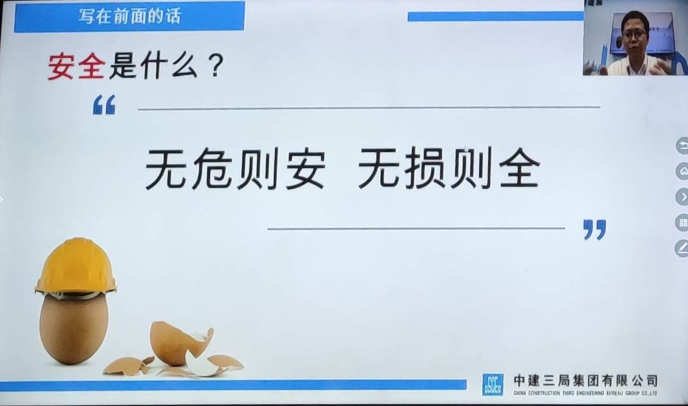 写在前面的话
安全是什么？
“
无危则安 无损则全
”
中建三局集团有限公司
CHINA CONSTRUCTION THIRD ENGINEERING BUREAU GROUP CO.,LTD